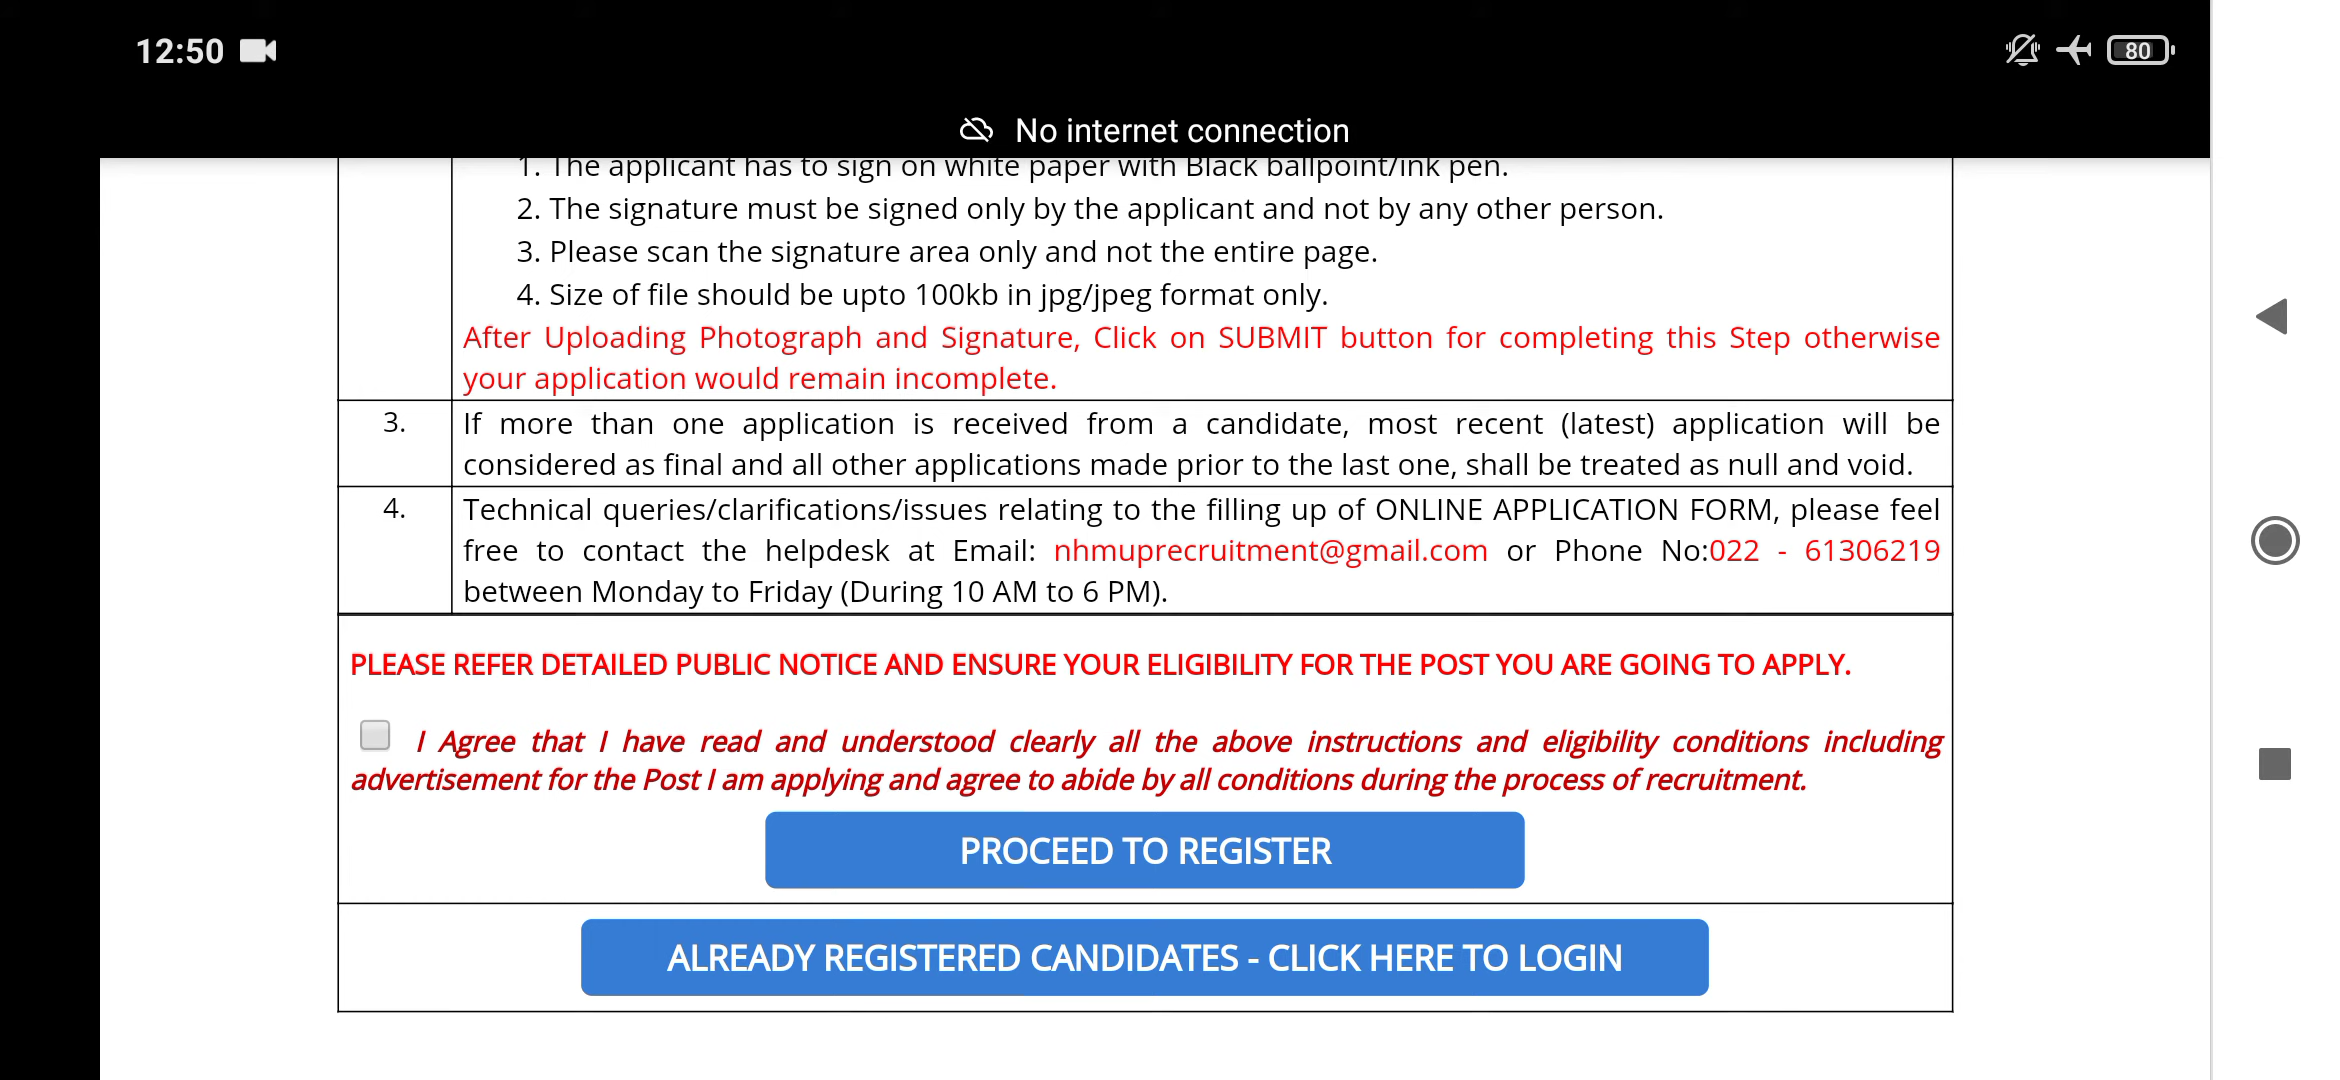 12:50
80
No internet connection
1. The applicant has to sign on white paper with Black ballpoint/ink pen.
2. The signature must be signed only by the applicant and not by any other person.
3. Please scan the signature area only and not the entire page.
4. Size of file should be upto 100kb in jpg/jpeg format only.
After Uploading Photograph and Signature, Click on SUBMIT button for completing this Step otherwise
your application would remain incomplete.
3. If more than one application is received from a candidate, most recent (latest) application will be
considered as final and all other applications made prior to the last one, shall be treated as null and void.
4. Technical queries/clarifications/issues relating to the filling up of ONLINE APPLICATION FORM, please feel
free to contact the helpdesk at Email: nhmuprecruitment@gmail.com or Phone No:022 - 61306219
between Monday to Friday (During 10 AM to 6 PM).
PLEASE REFER DETAILED PUBLIC NOTICE AND ENSURE YOUR ELIGIBILITY FOR THE POST YOU ARE GOING TO APPLY.
I Agree that I have read and understood clearly all the above instructions and eligibility conditions including
advertisement for the Post I am applying and agree to abide by all conditions during the process of recruitment.
PROCEED TO REGISTER
ALREADY REGISTERED CANDIDATES - CLICK HERE TO LOGIN